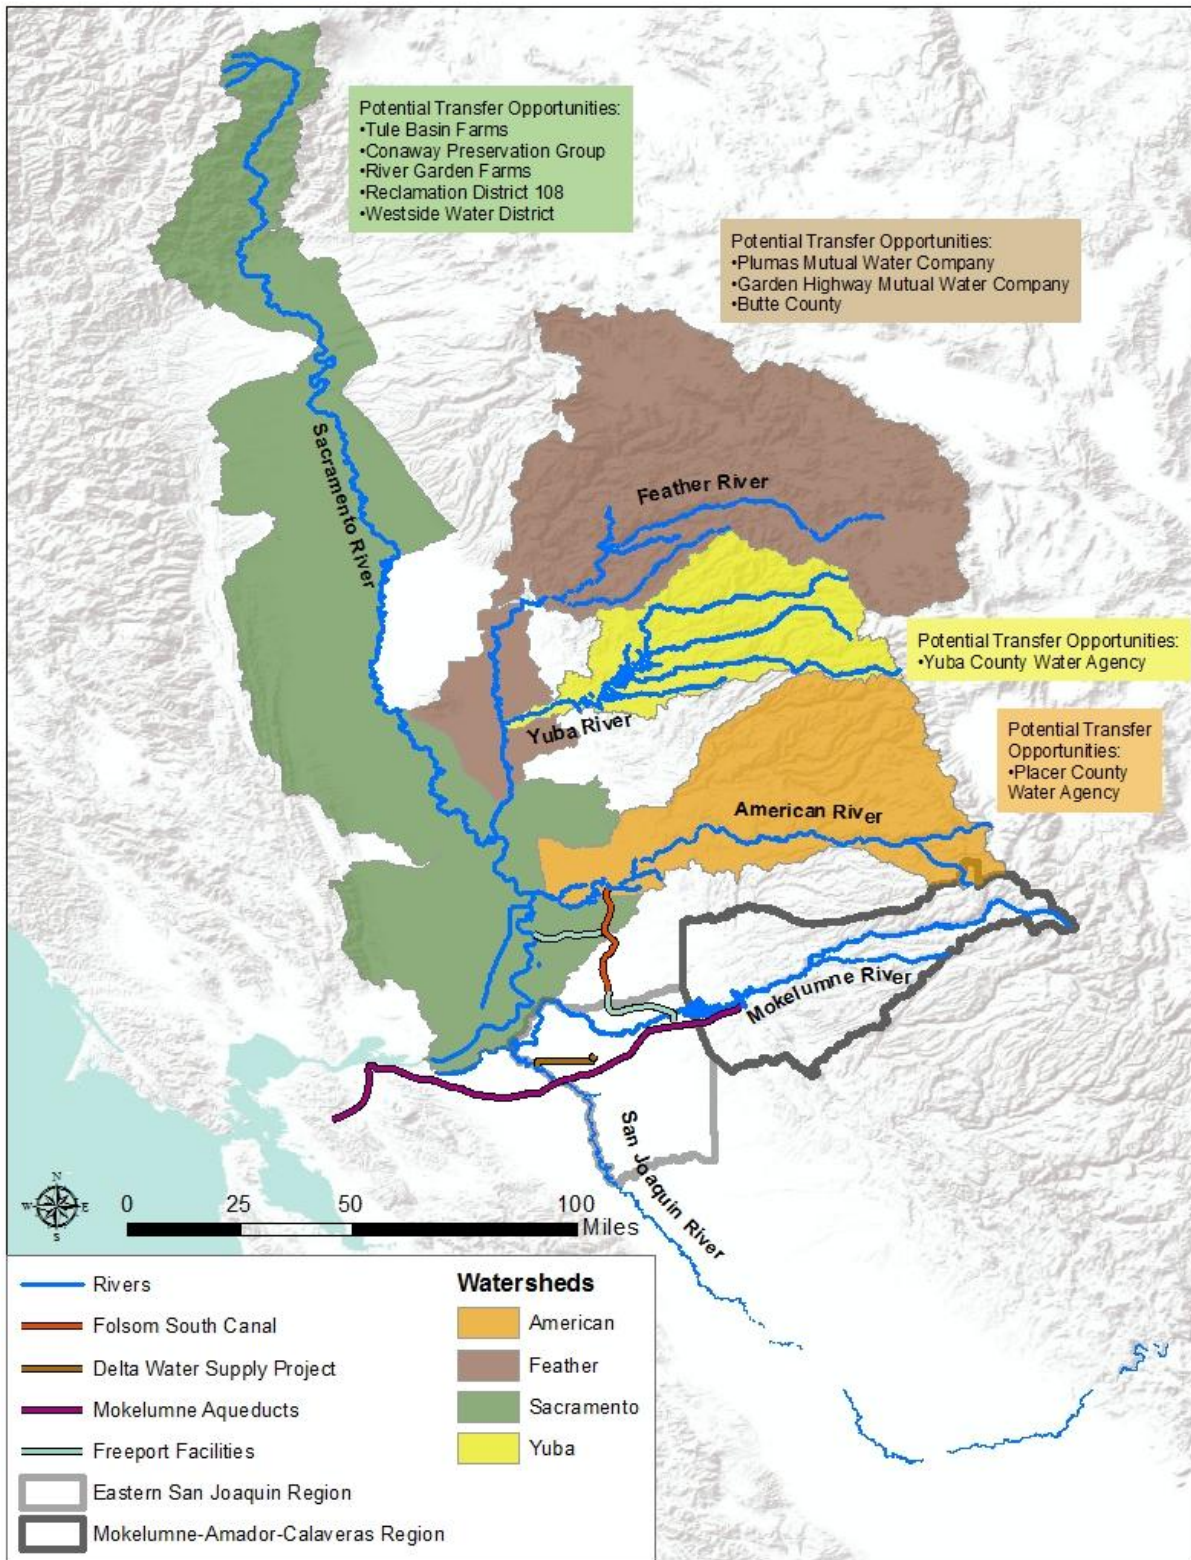 Potential Transfer Opportunities:
•Tule Basin Farms
•Conaway Preservation Group
•River Garden Farms
•Reclamation District 108
•Westside Water District
Potential Transfer Opportunities:
•Plumas Mutual Water Company
•Garden Highway Mutual Water Company
•Butte County
Sacramento River
Feather River
Potential Transfer Opportunities:
•Yuba County Water Agency
Yuba River
Potential Transfer
Opportunities:
•Placer County
Water Agency
American River
Mokelumne River
San Joaquin River
N
W E
S
0 25 50 100
Miles
Rivers
Folsom South Canal
Delta Water Supply Project
Mokelumne Aqueducts
Freeport Facilities
Eastern San Joaquin Region
Mokelumne-Amador-Calaveras Region
Watersheds
American
Feather
Sacramento
Yuba